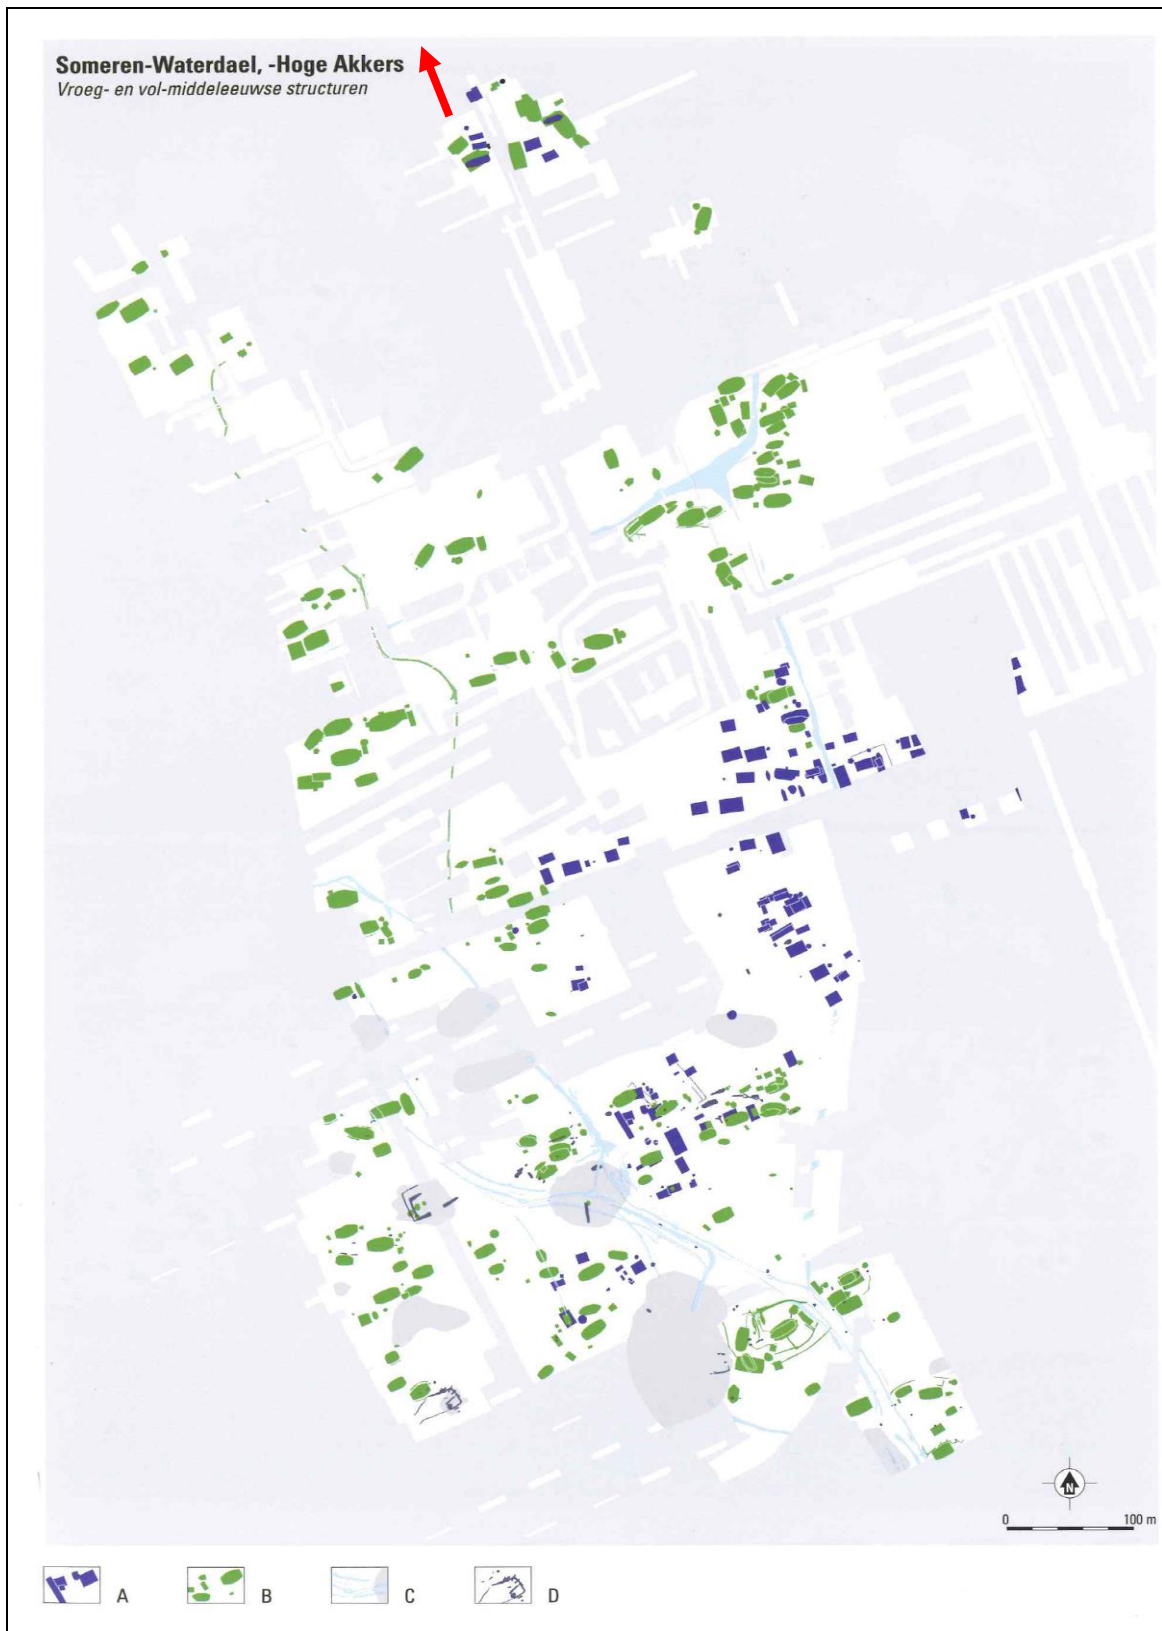 Someren-Waterdael, -Hoge Akkers
Vroeg- en vol-middeleeuwse structuren
N
0 100 m
A B C D